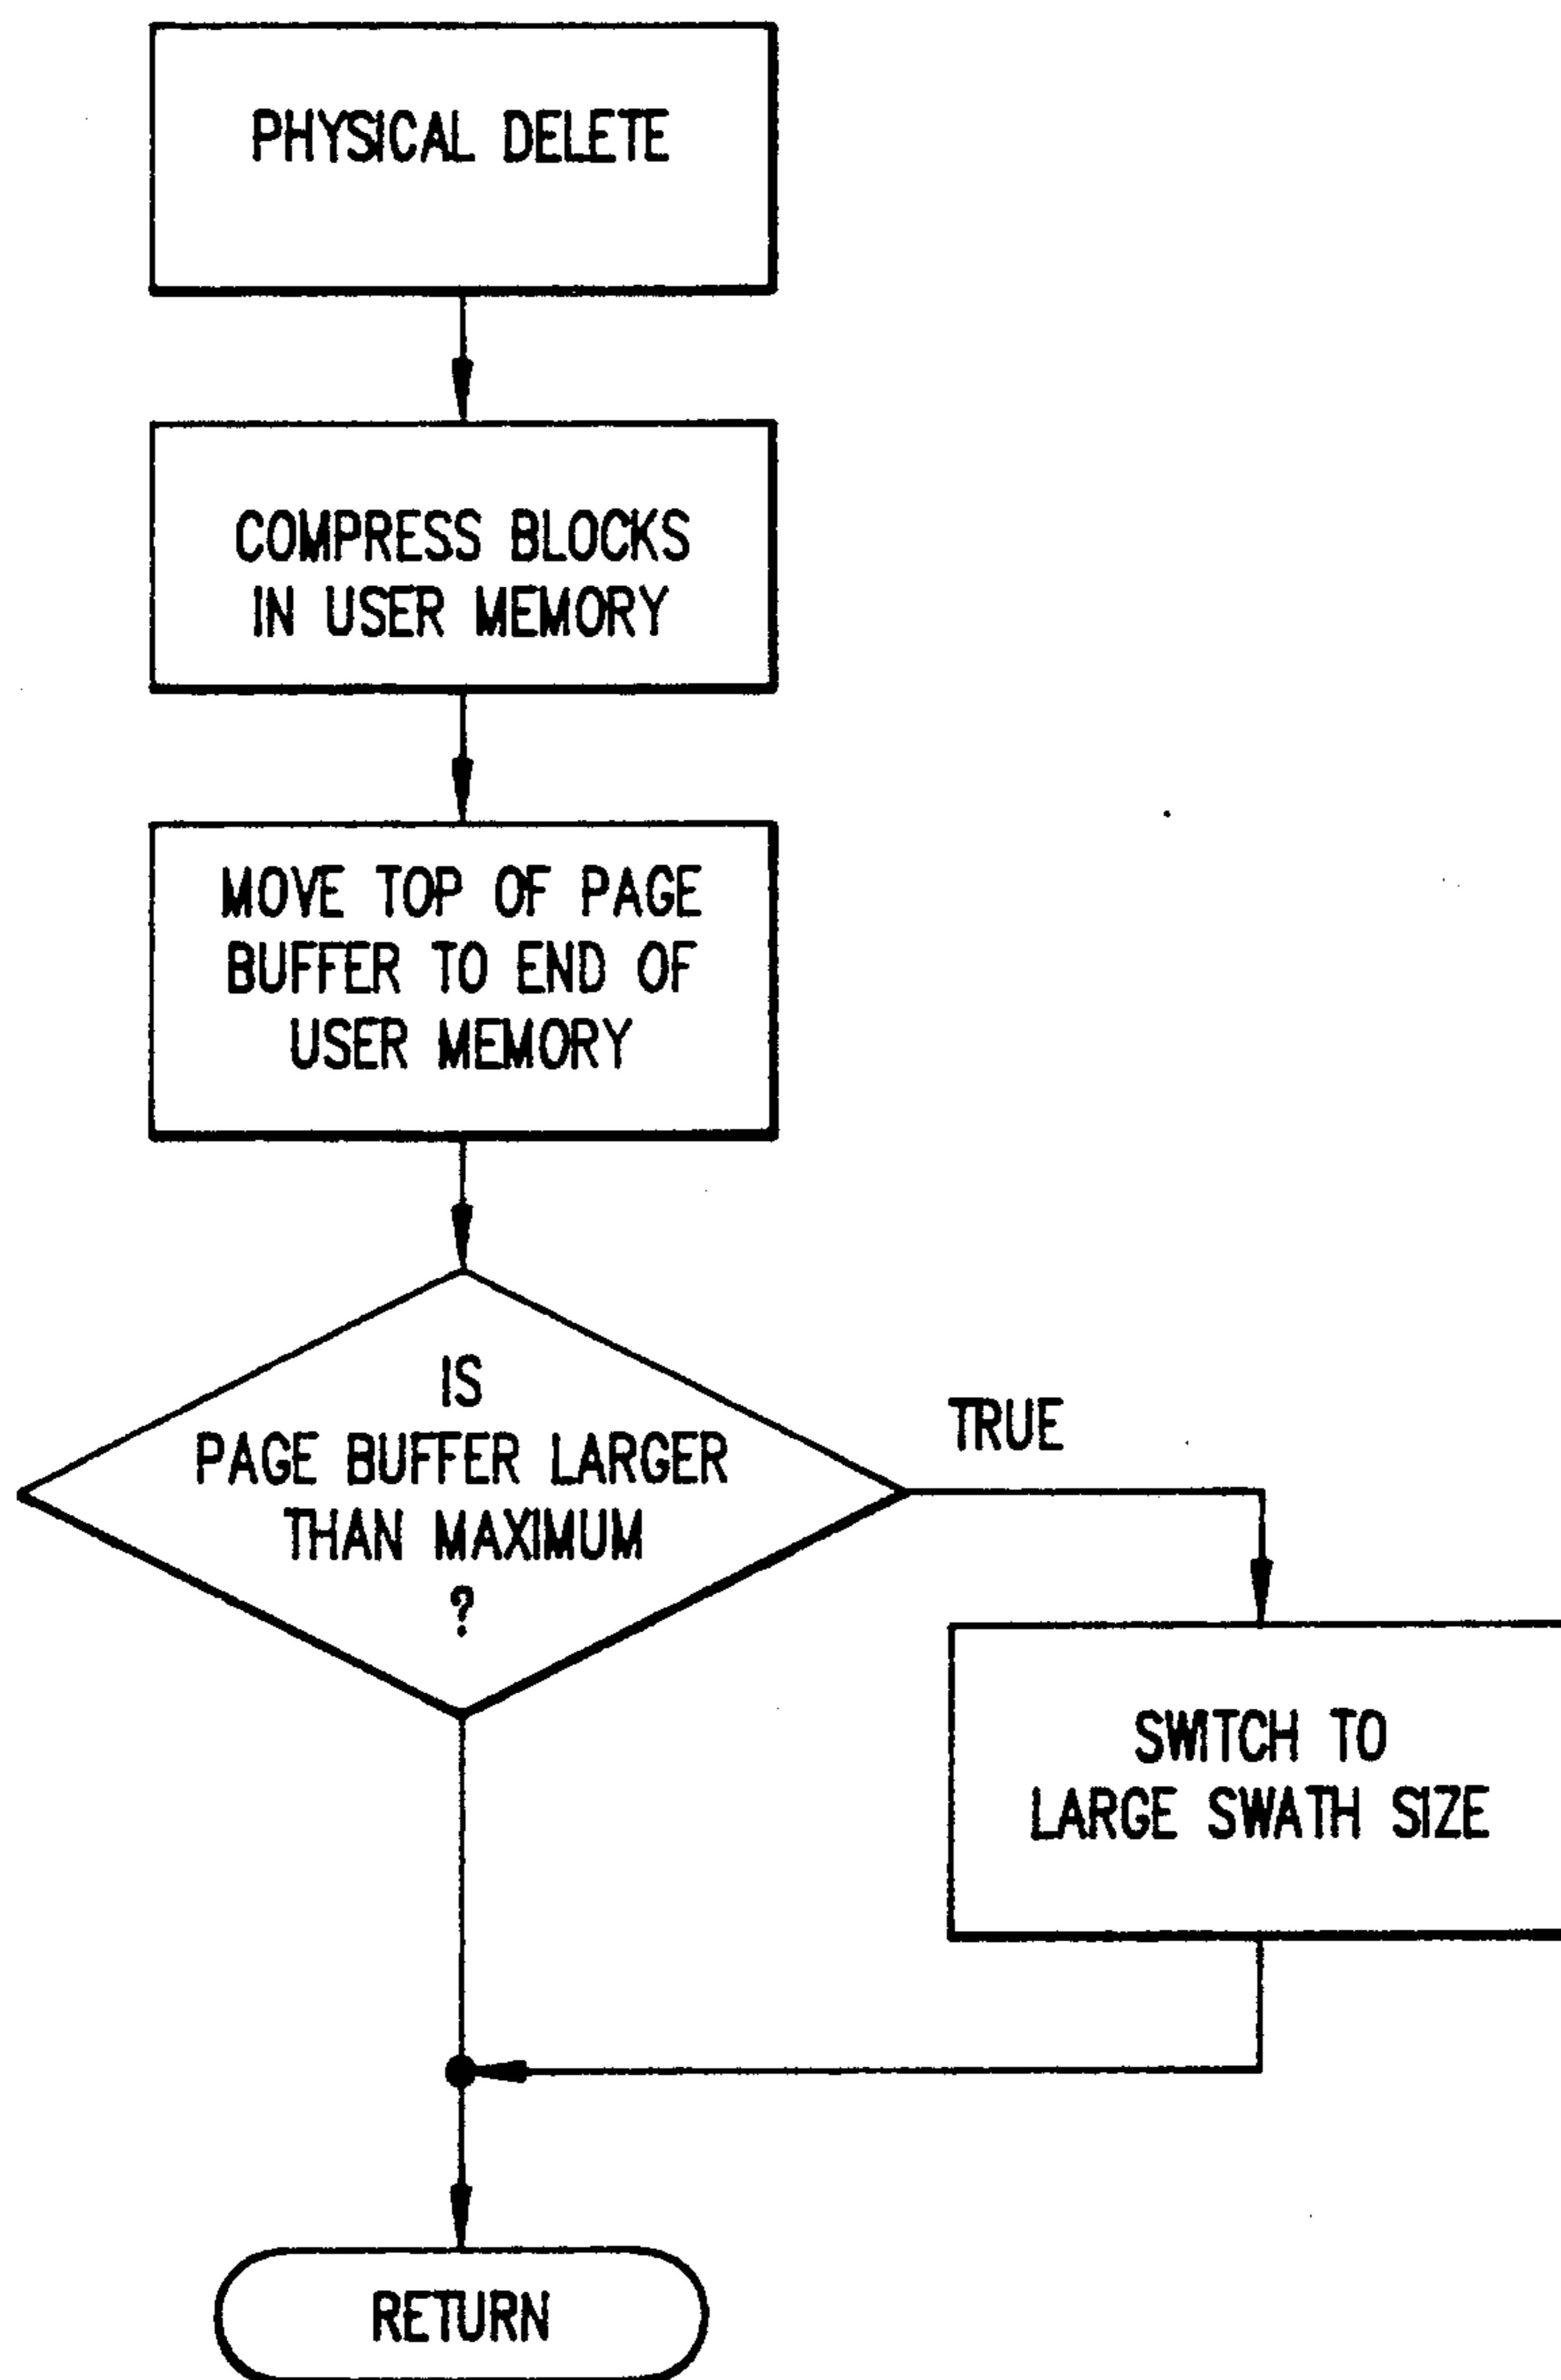 PHYSICAL DELETE
COMPRESS BLOCKS
IN USER MEMORY
MOVE TOP OF PAGE
BUFFER TO END OF
USER MEMORY
IS
PAGE BUFFER LARGER
THAN MAXIMUM
?
TRUE
SWITCH TO
LARGE SWATH SIZE
RETURN